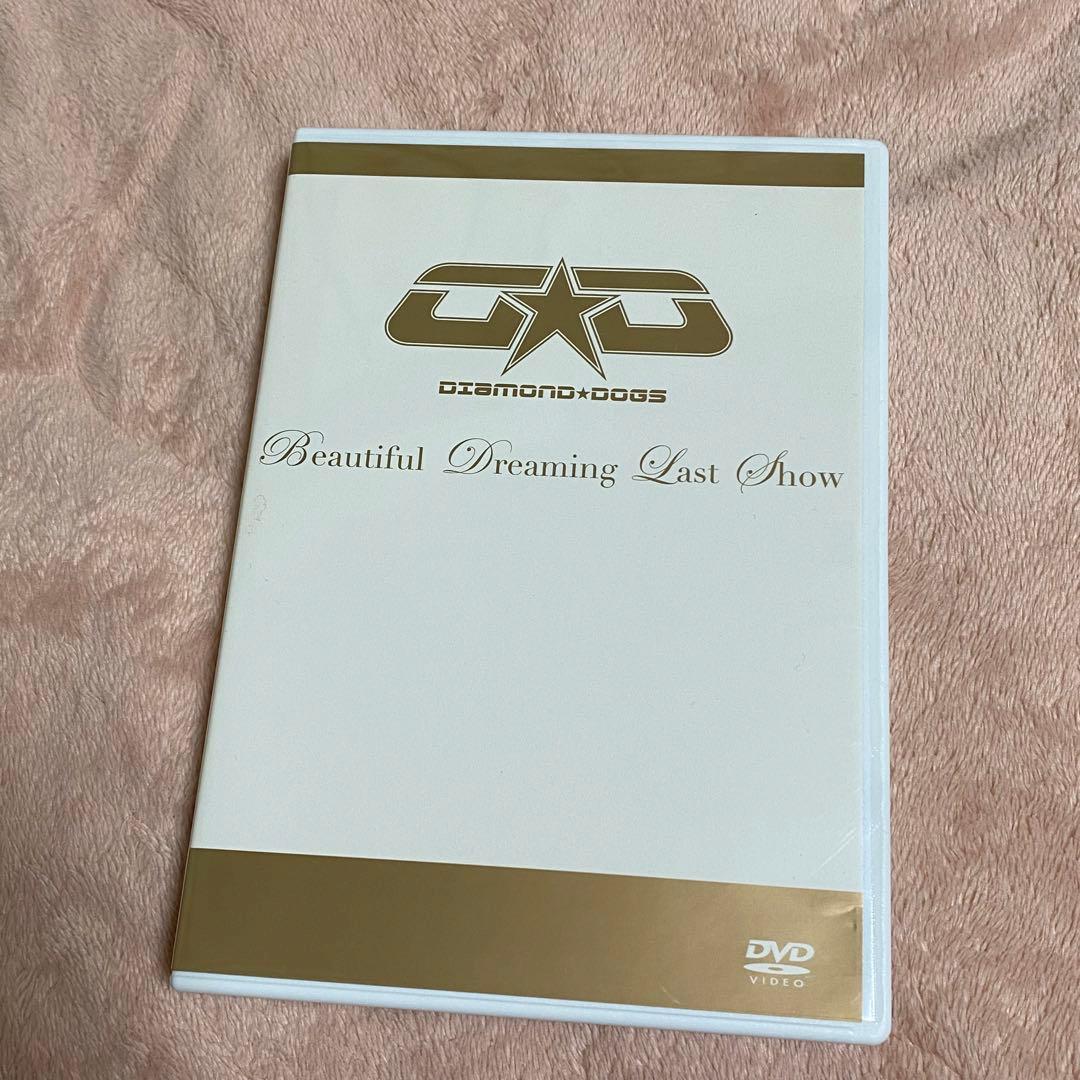 D★D
DIAMOND★DOGS
Beautiful Dreaming Last Show
DVD
VIDEO